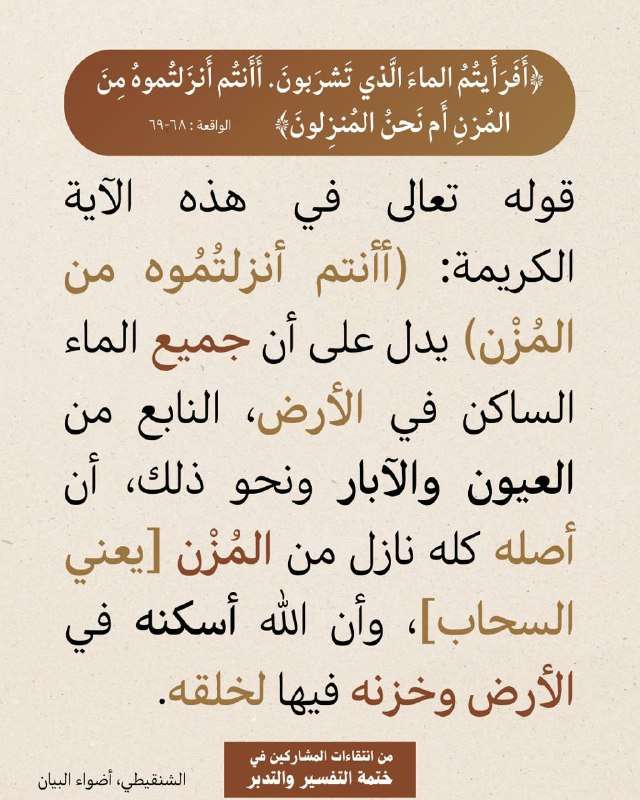 ﴿أَفَرَأَيتُمُ الماءَ الَّذي تَشرَبونَ. أَأَنتُم أَنزَلتُموهُ مِنَ
المُزنِ أَم نَحنُ المُنزِلونَ﴾ الواقعة : ٦٨-٦٩
قوله تعالى في هذه الآية
الكريمة: (أأنتم أنزلتُمُوه من
المُزْن) يدل على أن جميع الماء
الساكن في الأرض، النابع من
العيون والآبار ونحو ذلك، أن
أصله كله نازل من المُزْن [يعني
السحاب]، وأن الله أسكنه في
الأرض وخزنه فيها لخلقه.
من انتقاءات المشاركين في
ختمة التفسير والتدبر
الشنقيطي، أضواء البيان